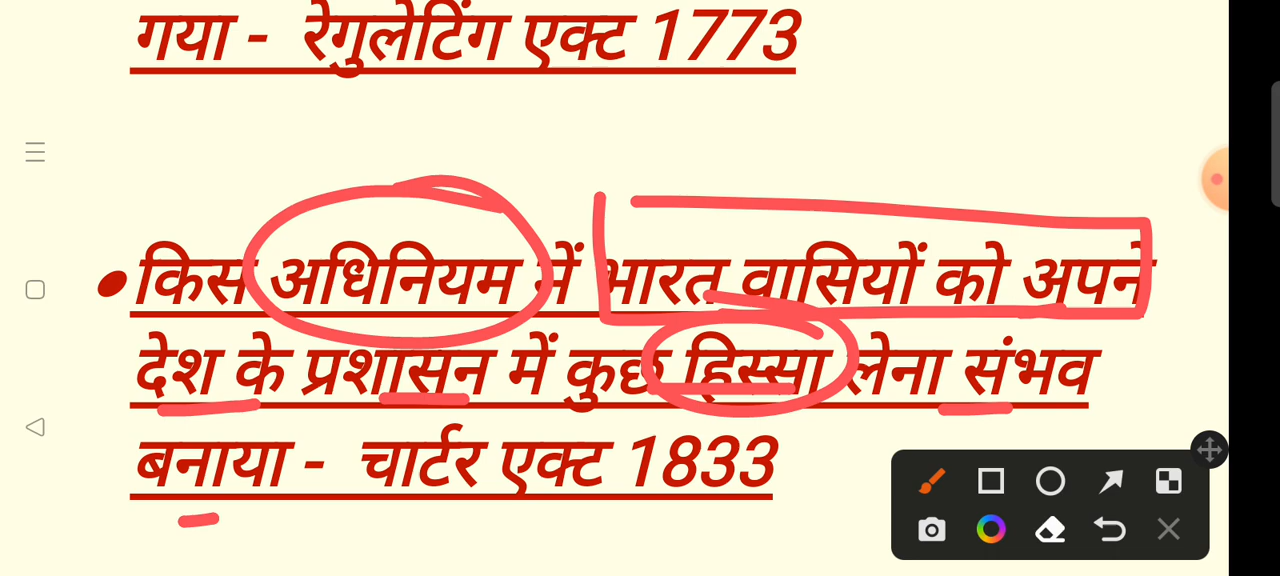 गया - रेगुलेटिंग एक्ट 1773
• किस अधिनियम में भारत वासियों को अपने
देश के प्रशासन में कुछ हिस्सा लेना संभव
बनाया - चार्टर एक्ट 1833